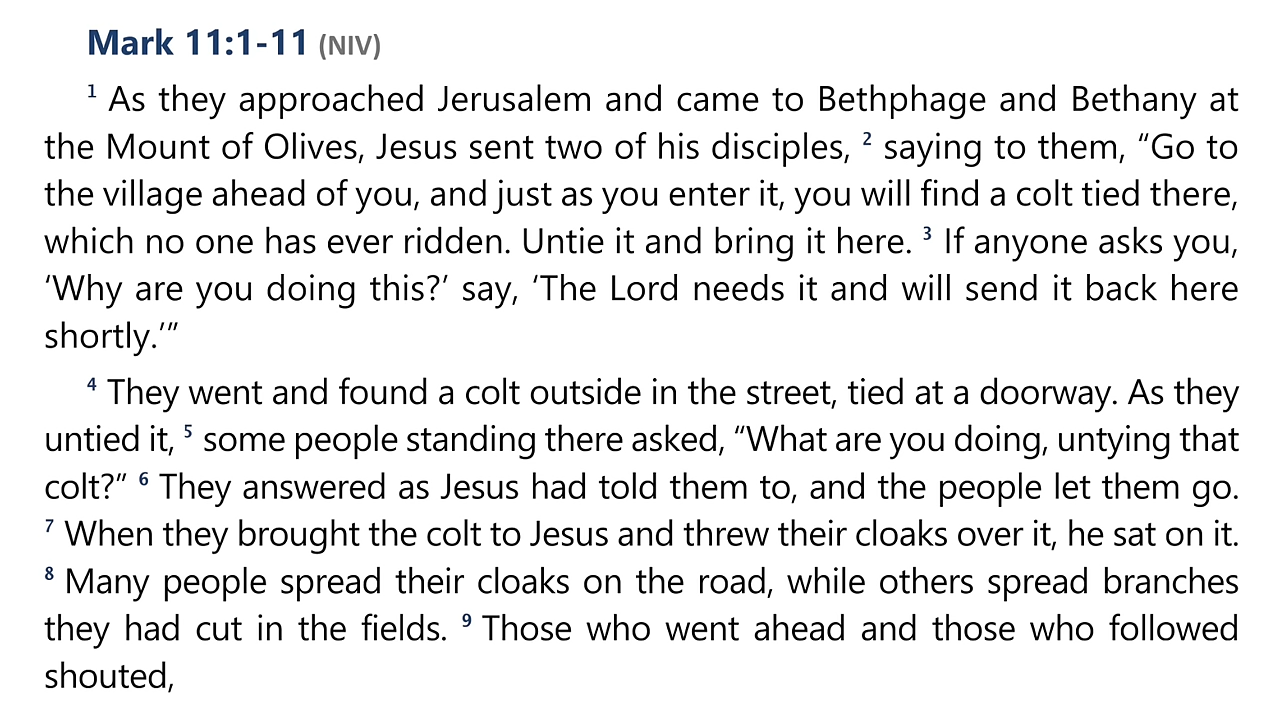 Mark 11:1-11 (NIV)
1 As they approached Jerusalem and came to Bethphage and Bethany at
the Mount of Olives, Jesus sent two of his disciples, 2 saying to them, “Go to
the village ahead of you, and just as you enter it, you will find a colt tied there,
which no one has ever ridden. Untie it and bring it here. 3 If anyone asks you,
‘Why are you doing this?’ say, ‘The Lord needs it and will send it back here
shortly.’”
4 They went and found a colt outside in the street, tied at a doorway. As they
untied it, 5 some people standing there asked, “What are you doing, untying that
colt?” 6 They answered as Jesus had told them to, and the people let them go.
7 When they brought the colt to Jesus and threw their cloaks over it, he sat on it.
8 Many people spread their cloaks on the road, while others spread branches
they had cut in the fields. 9 Those who went ahead and those who followed
shouted,